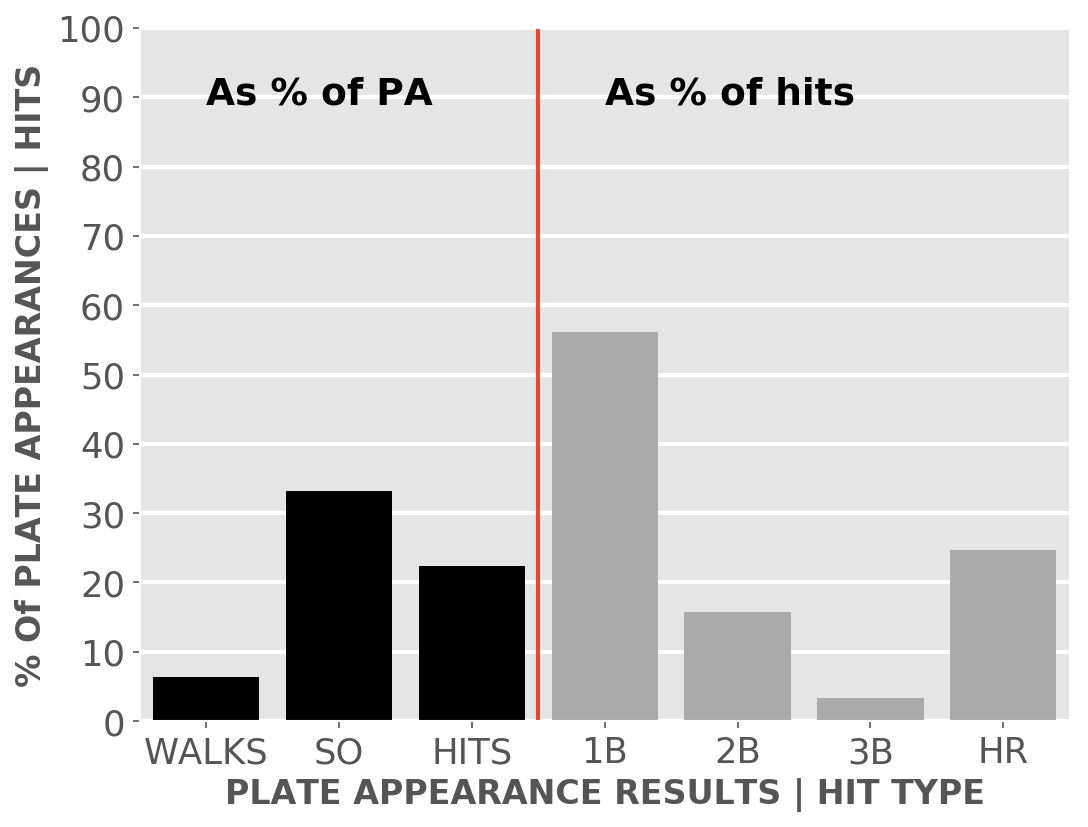 % Of PLATE APPEARANCES | HITS
100
90
80
70
60
50
40
30
20
10
0
As % of PA
As % of hits
WALKS SO HITS 1B 2B 3B HR
PLATE APPEARANCE RESULTS | HIT TYPE